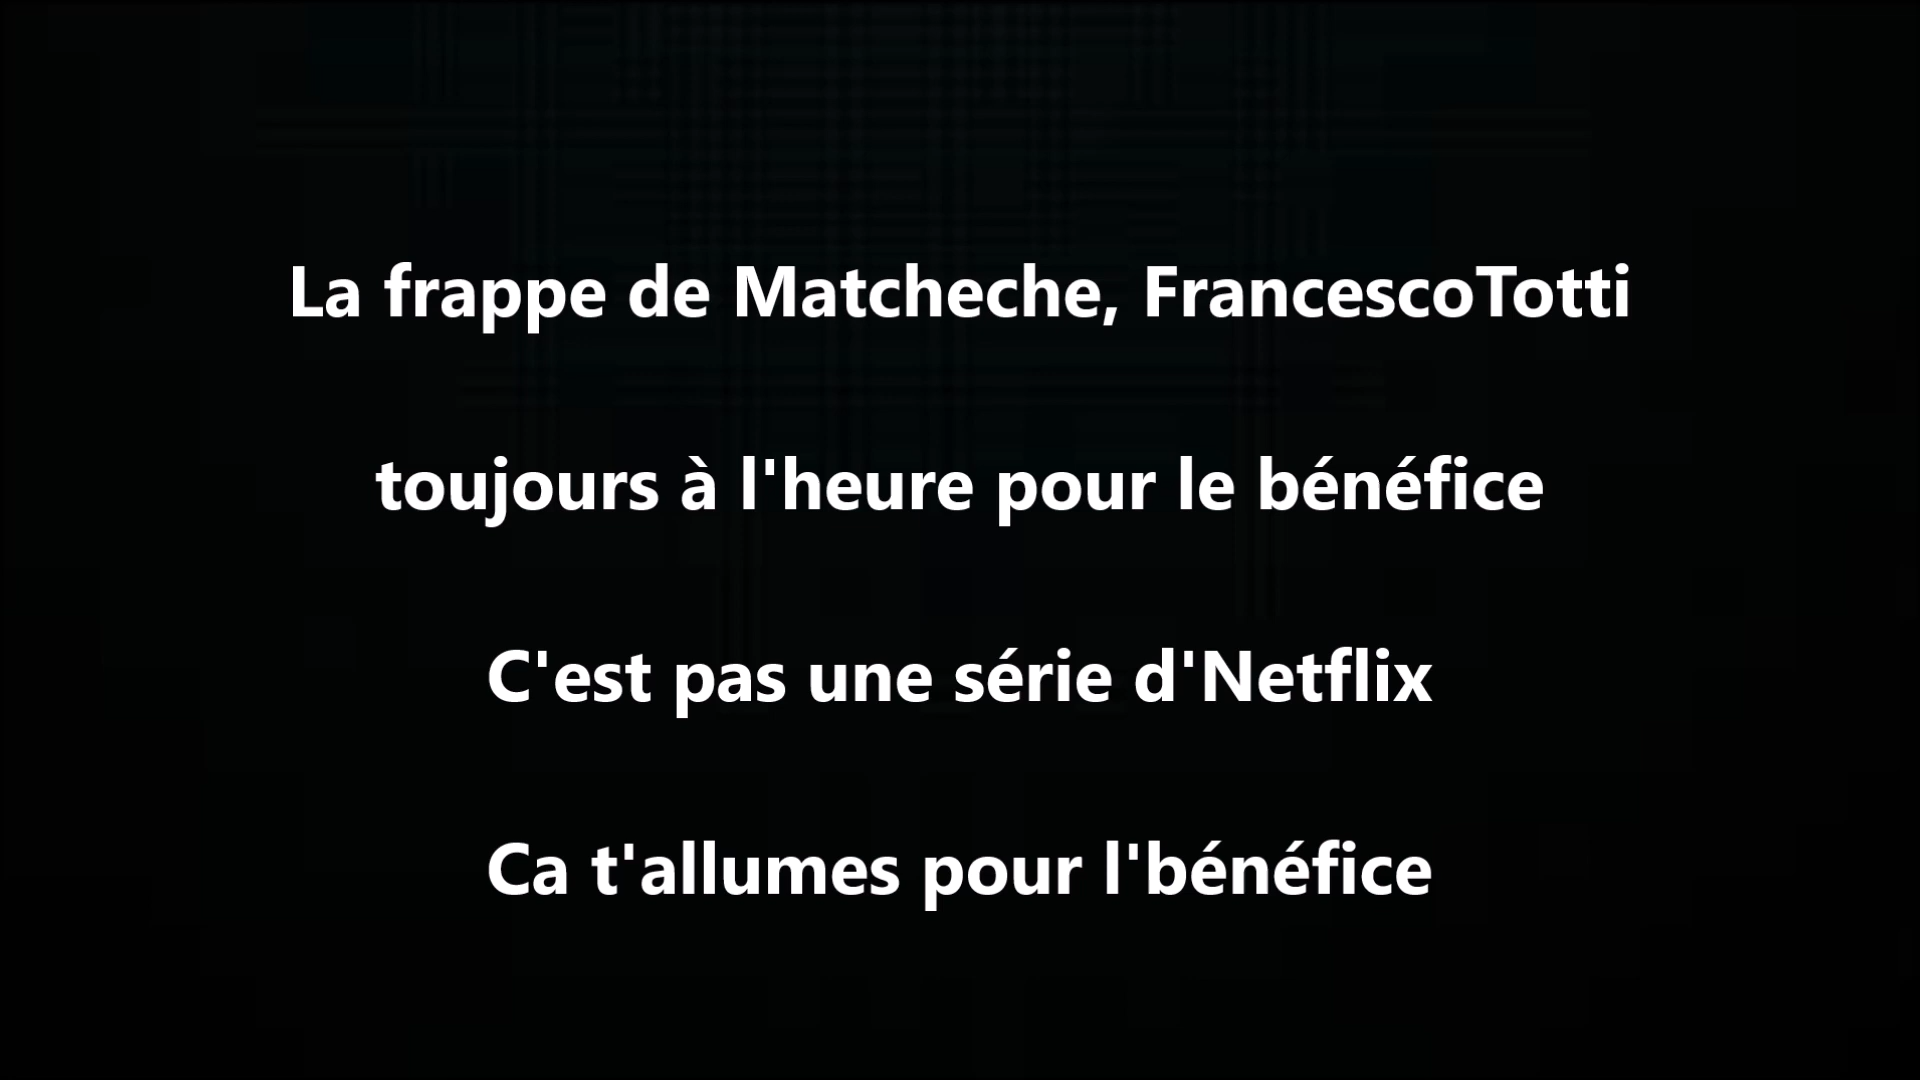 La frappe de Matcheche, FrancescoTotti
toujours à l'heure pour le bénéfice
C'est pas une série d'Netflix
Ca t'allumes pour l'bénéfice